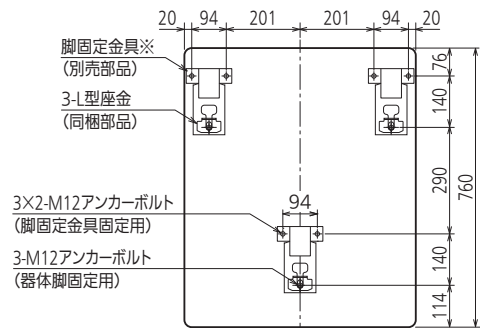 20 94 201 201 94 20
脚固定金具※
(別売部品)
3-L型座金
(同梱部品)
3×2-M12アンカーボルト
(脚固定金具固定用)
3-M12アンカーボルト
(器体脚固定用)
94
76
140
290
140
114
760